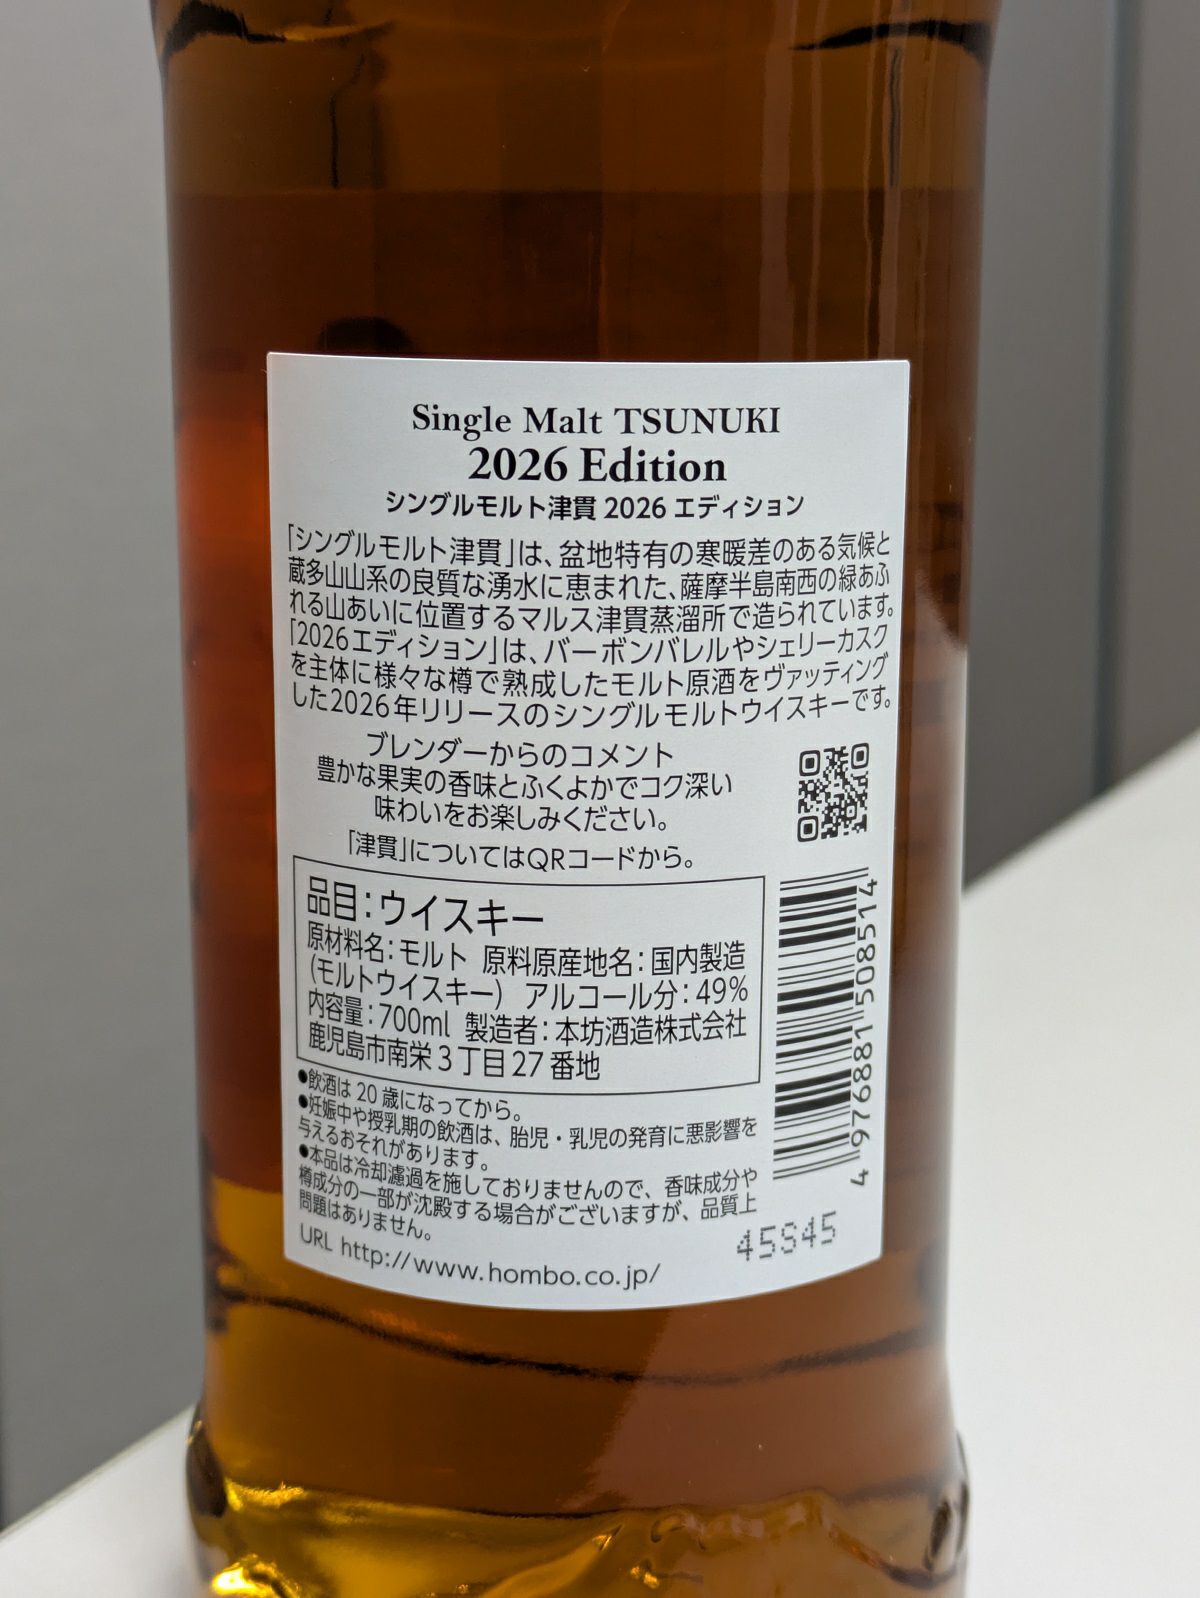 Single Malt TSUNUKI
2026 Edition
シングルモルト津貫 2026 エディション
「シングルモルト津貫」は、盆地特有の寒暖差のある気候と
蔵多山山系の良質な湧水に恵まれた、薩摩半島南西の緑あふ
れる山あいに位置するマルス津貫蒸溜所で造られています。
「2026エディション」は、バーボンバレルやシェリーカスク
を主体に様々な樽で熟成したモルト原酒をヴァッティング
した2026年リリースのシングルモルトウイスキーです。
ブレンダーからのコメント
豊かな果実の香味とふくよかでコク深い
味わいをお楽しみください。
「津貫」についてはQRコードから。
品目：ウイスキー
原材料名：モルト 原料原産地名：国内製造
（モルトウイスキー） アルコール分：49%
内容量：700ml 製造者：本坊酒造株式会社
鹿児島市南栄3丁目27番地
●飲酒は 20 歳になってから。
●妊娠中や授乳期の飲酒は、胎児・乳児の発育に悪影響を
与えるおそれがあります。
●本品は冷却濾過を施しておりませんので、香味成分や
樽成分の一部が沈殿する場合がございますが、品質上
問題はありません。
URL http://www.hombo.co.jp/
4 976881 508514
45S45